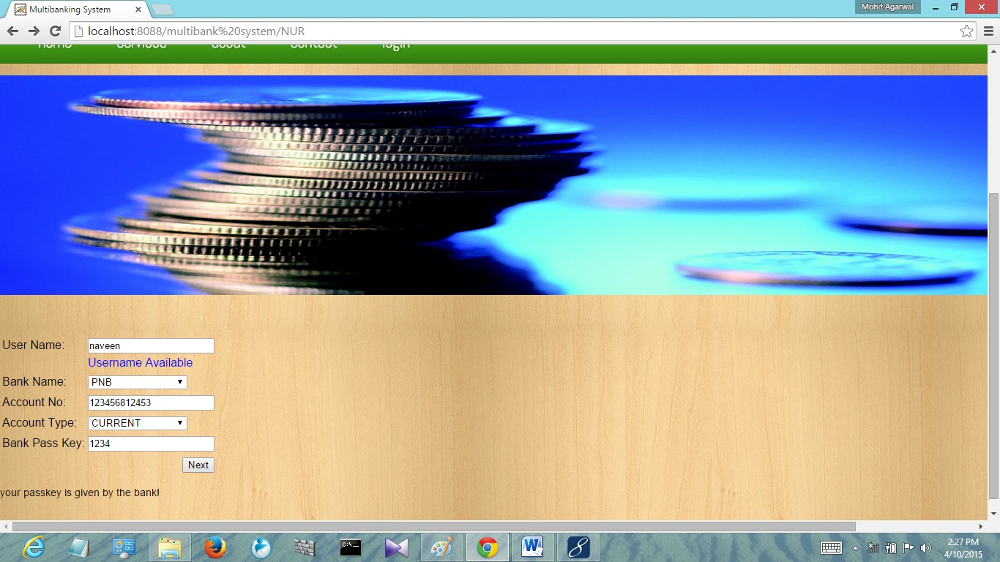 Multibanking System
Mohit Agarwal
localhost:8088/multibank%20system/NUR
home services about contact login
User Name: naveen
Username Available
Bank Name: PNB
Account No: 123456812453
Account Type: CURRENT
Bank Pass Key: 1234
Next
your passkey is given by the bank!
2:27 PM
4/10/2015